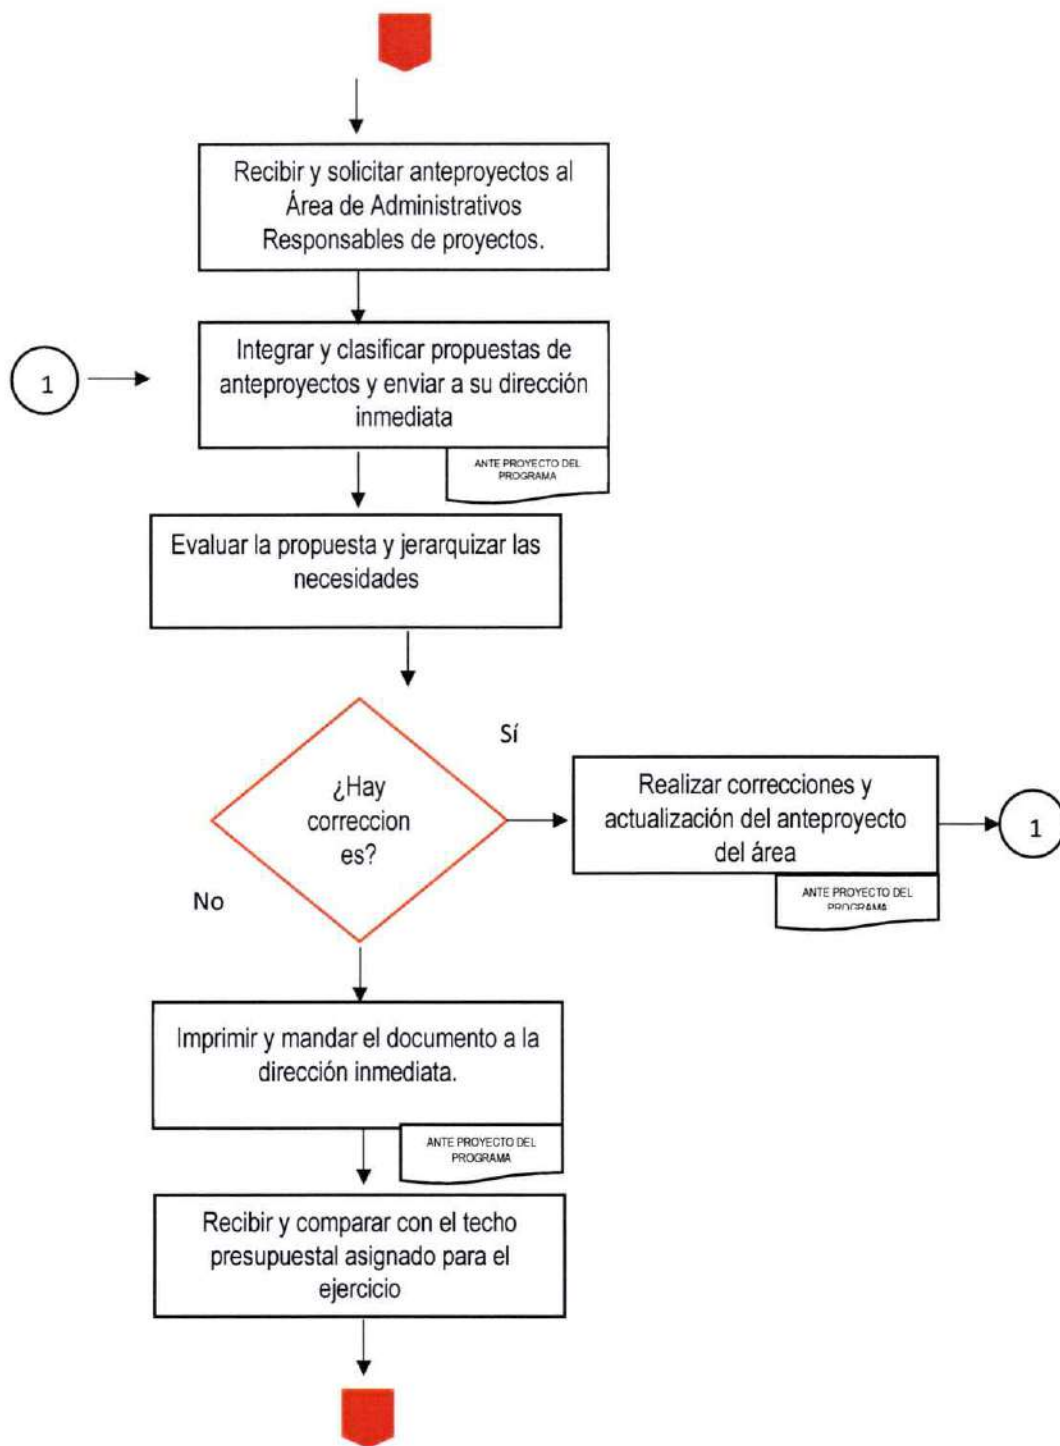 Recibir y solicitar anteproyectos al
Área de Administrativos
Responsables de proyectos.
1
Integrar y clasificar propuestas de
anteproyectos y enviar a su dirección
inmediata
ANTE PROYECTO DEL
PROGRAMA
Evaluar la propuesta y jerarquizar las
necesidades
Sí
¿Hay
correccion
es?
No
Realizar correcciones y
actualización del anteproyecto
del área
1
ANTE PROYECTO DEL
PROGRAMA
Imprimir y mandar el documento a la
dirección inmediata.
ANTE PROYECTO DEL
PROGRAMA
Recibir y comparar con el techo
presupuestal asignado para el
ejercicio